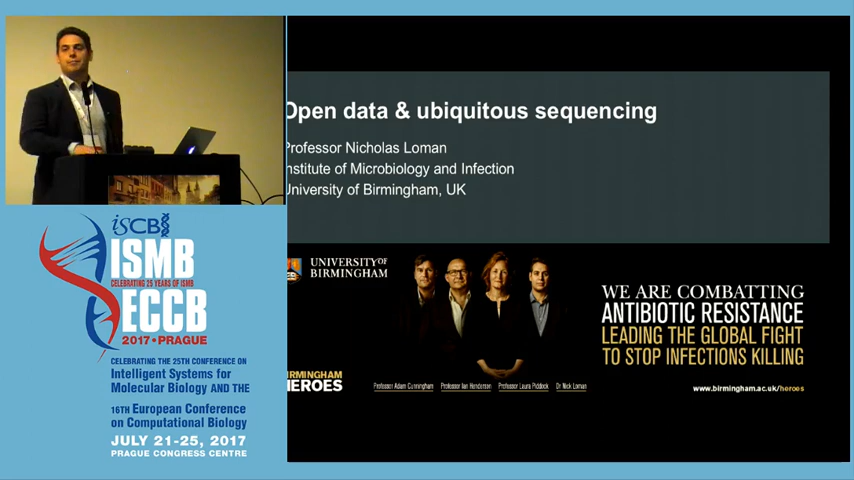 Open data & ubiquitous sequencing
Professor Nicholas Loman
Institute of Microbiology and Infection
University of Birmingham, UK
UNIVERSITYOF
BIRMINGHAM
WE ARE COMBATTING
ANTIBIOTIC RESISTANCE
LEADING THE GLOBAL FIGHT
TO STOP INFECTIONS KILLING
BIRMINGHAM
HEROES
Professor Adam Cunningham Professor Ian Henderson Professor Laura Piddock Dr Nick Loman
www.birmingham.ac.uk/heroes
iSCB
ISMB
CELEBRATING 25 YEARS OF ISMB
ECCB
2017 • PRAGUE
CELEBRATING THE 25TH CONFERENCE ON
Intelligent Systems for
Molecular Biology AND THE
16TH European Conference
on Computational Biology
JULY 21-25, 2017
PRAGUE CONGRESS CENTRE